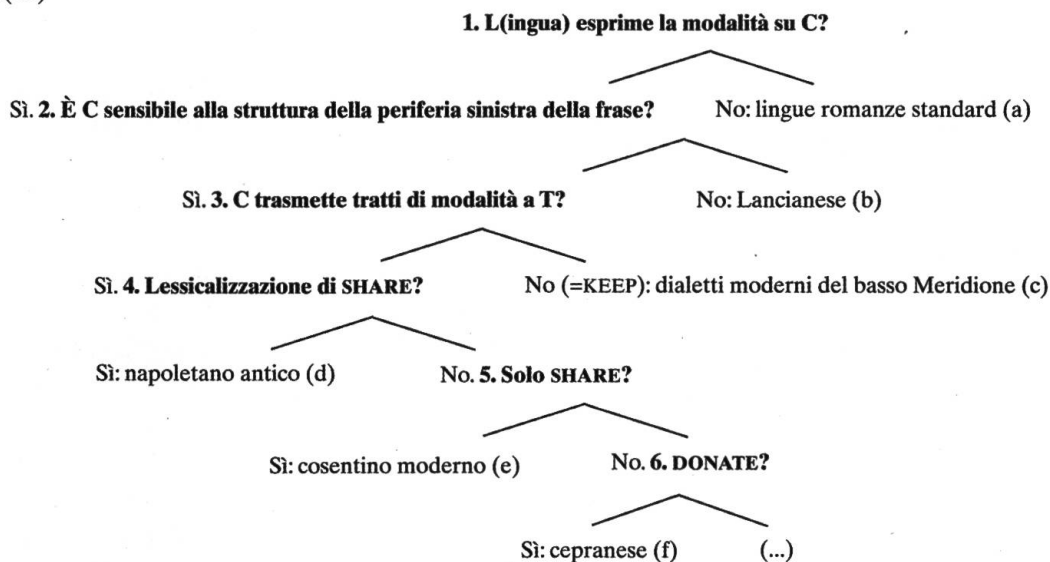 1. L(ingua) esprime la modalità su C?
Sì. 2. È C sensibile alla struttura della periferia sinistra della frase? No: lingue romanze standard (a)
Sì. 3. C trasmette tratti di modalità a T? No: Lancianese (b)
Sì. 4. Lessicalizzazione di SHARE? No (=KEEP): dialetti moderni del basso Meridione (c)
Sì: napoletano antico (d) No. 5. Solo SHARE?
Sì: cosentino moderno (e) No. 6. DONATE?
Sì: cepranese (f) (...)